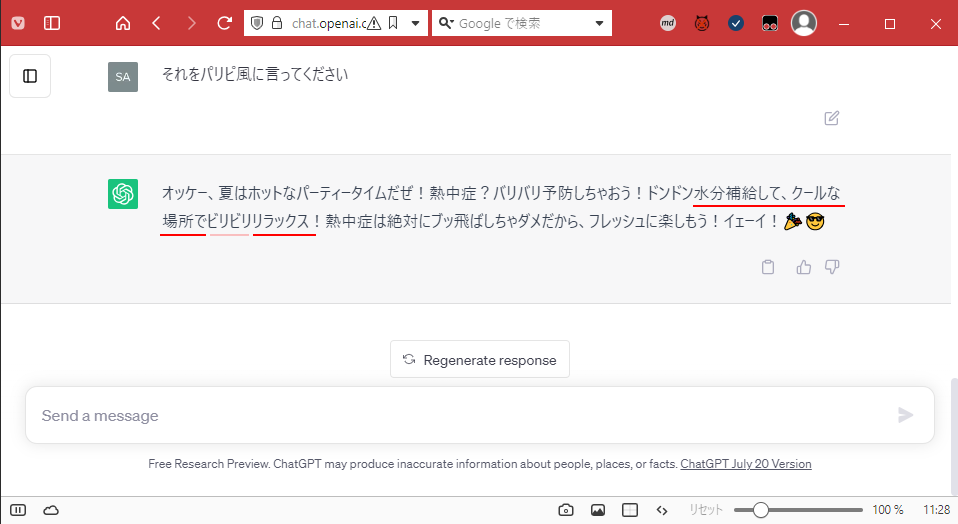 chat.openai.c
Google で検索
md
SA
それをパリピ風に言ってください
オッケー、夏はホットなパーティータイムだぜ！熱中症？バリバリ予防しちゃおう！ドンドン水分補給して、クールな
場所でビリビリリラックス！熱中症は絶対にブッ飛ばしちゃダメだから、フレッシュに楽しもう！イェーイ！🎉😎
Regenerate response
Send a message
Free Research Preview. ChatGPT may produce inaccurate information about people, places, or facts. ChatGPT July 20 Version
リセット 100 % 11:28